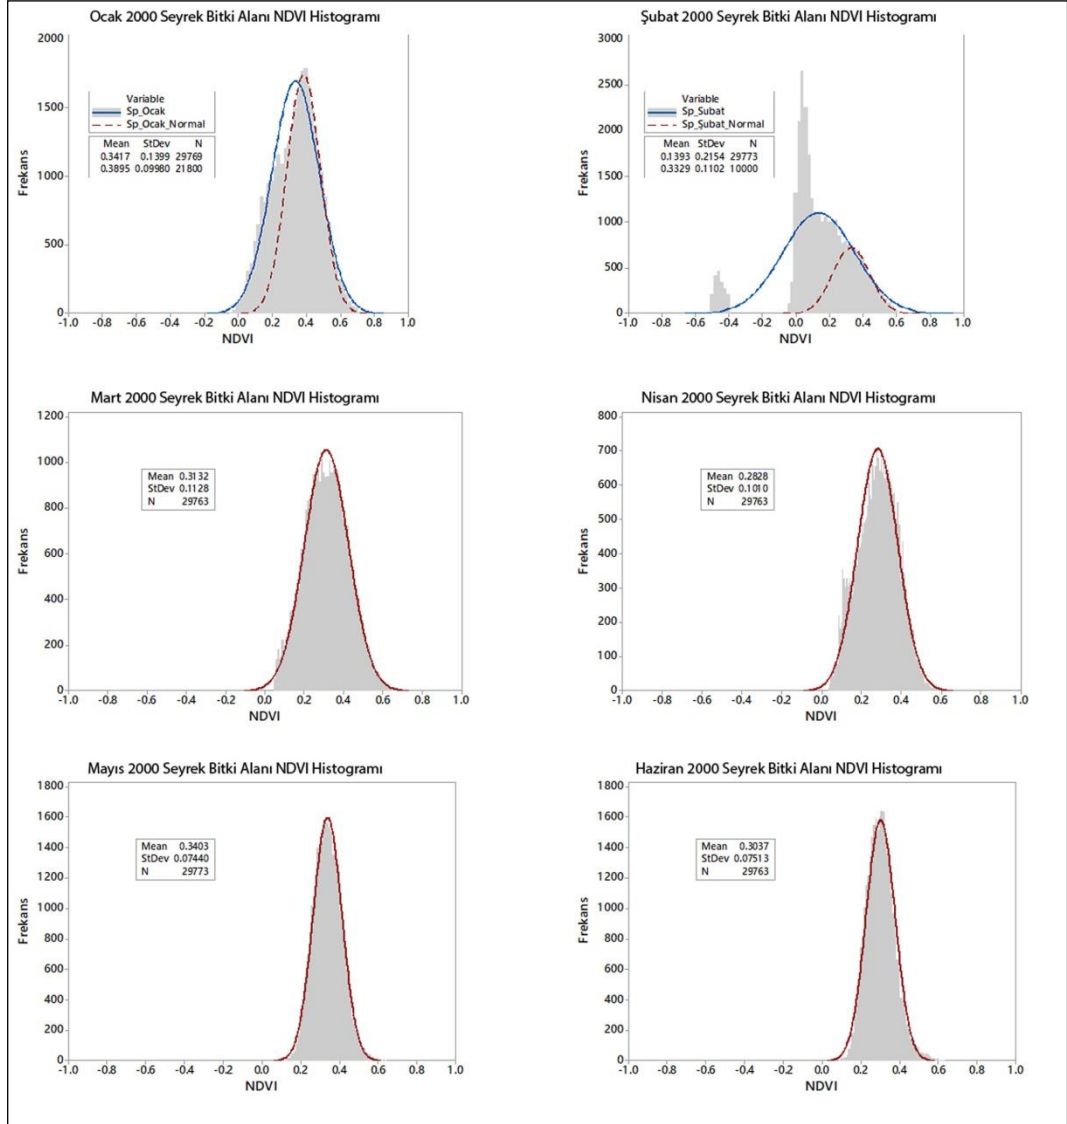 Ocak 2000 Seyrek Bitki Alanı NDVI Histogramı
2000
1500
1000
500
0
Frekans
Variable
Sp_Ocak
Sp_Ocak_Normal
Mean StDev N
0.3417 0.1399 29769
0.3895 0.09980 21800
-1.0 -0.8 -0.6 -0.4 -0.2 0.0 0.2 0.4 0.6 0.8 1.0
NDVI
Şubat 2000 Seyrek Bitki Alanı NDVI Histogramı
3000
2500
2000
1500
1000
500
0
Frekans
Variable
Sp_Subat
Sp_Şubat_Normal
Mean StDev N
0.1393 0.2154 29773
0.3329 0.1102 10000
-1.0 -0.8 -0.6 -0.4 -0.2 0.0 0.2 0.4 0.6 0.8 1.0
NDVI
Mart 2000 Seyrek Bitki Alanı NDVI Histogramı
1200
1000
800
600
400
200
0
Frekans
Mean 0.3132
StDev 0.1128
N 29763
-1.0 -0.8 -0.6 -0.4 -0.2 0.0 0.2 0.4 0.6 0.8 1.0
NDVI
Nisan 2000 Seyrek Bitki Alanı NDVI Histogramı
800
700
600
500
400
300
200
100
0
Frekans
Mean 0.2828
StDev 0.1010
N 29763
-1.0 -0.8 -0.6 -0.4 -0.2 0.0 0.2 0.4 0.6 0.8 1.0
NDVI
Mayıs 2000 Seyrek Bitki Alanı NDVI Histogramı
1800
1600
1400
1200
1000
800
600
400
200
0
Frekans
Mean 0.3403
StDev 0.07440
N 29773
-1.0 -0.8 -0.6 -0.4 -0.2 0.0 0.2 0.4 0.6 0.8 1.0
NDVI
Haziran 2000 Seyrek Bitki Alanı NDVI Histogramı
1800
1600
1400
1200
1000
800
600
400
200
0
Frekans
Mean 0.3037
StDev 0.07513
N 29763
-1.0 -0.8 -0.6 -0.4 -0.2 0.0 0.2 0.4 0.6 0.8 1.0
NDVI